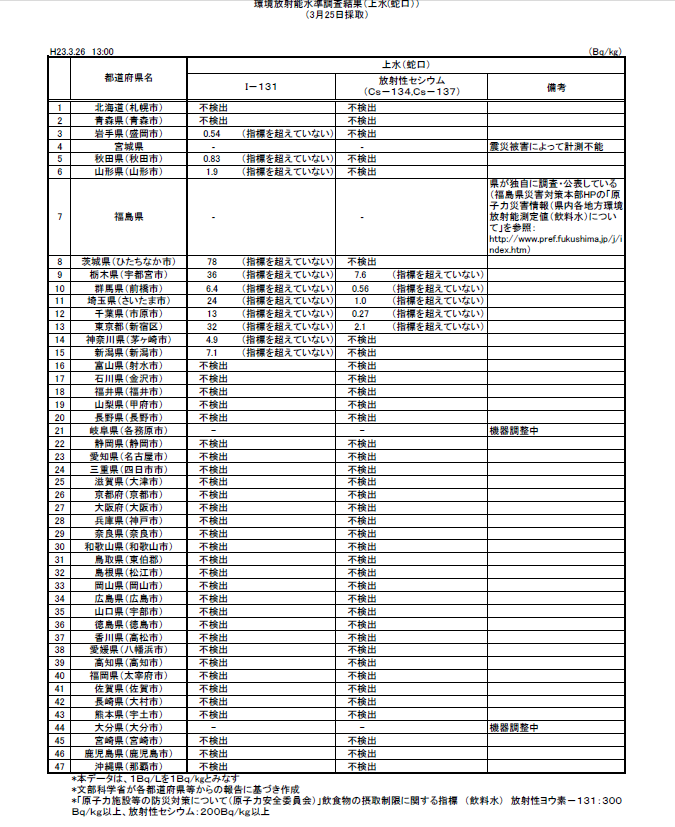 環境放射能水準調査結果（上水（蛇口））
（3月25日採取）
H23.3.26 13:00 （Bq/kg）
都道府県名 上水（蛇口）
I－131 放射性セシウム 備考
（Cs－134,Cs－137）
1 北海道（札幌市） 不検出 不検出
2 青森県（青森市） 不検出 不検出
3 岩手県（盛岡市） 0.54 （指標を超えていない） 不検出
4 宮城県 - - 震災被害によって計測不能
5 秋田県（秋田市） 0.83 （指標を超えていない） 不検出
6 山形県（山形市） 1.9 （指標を超えていない） 不検出
7 福島県 - - 県が独自に調査・公表している
（福島県災害対策本部HPの「原
子力災害情報（県内各地方環境
放射能測定値（飲料水）につい
て」を参照：
http://www.pref.fukushima.jp/j/i
ndex.htm）
8 茨城県（ひたちなか市） 78 （指標を超えていない） 不検出
9 栃木県（宇都宮市） 36 （指標を超えていない） 7.6 （指標を超えていない）
10 群馬県（前橋市） 6.4 （指標を超えていない） 0.56 （指標を超えていない）
11 埼玉県（さいたま市） 24 （指標を超えていない） 1.0 （指標を超えていない）
12 千葉県（市原市） 13 （指標を超えていない） 0.27 （指標を超えていない）
13 東京都（新宿区） 32 （指標を超えていない） 2.1 （指標を超えていない）
14 神奈川県（茅ヶ崎市） 4.9 （指標を超えていない） 不検出
15 新潟県（新潟市） 7.1 （指標を超えていない） 不検出
16 富山県（射水市） 不検出 不検出
17 石川県（金沢市） 不検出 不検出
18 福井県（福井市） 不検出 不検出
19 山梨県（甲府市） 不検出 不検出
20 長野県（長野市） 不検出 不検出
21 岐阜県（各務原市） - - 機器調整中
22 静岡県（静岡市） 不検出 不検出
23 愛知県（名古屋市） 不検出 不検出
24 三重県（四日市市） 不検出 不検出
25 滋賀県（大津市） 不検出 不検出
26 京都府（京都市） 不検出 不検出
27 大阪府（大阪市） 不検出 不検出
28 兵庫県（神戸市） 不検出 不検出
29 奈良県（奈良市） 不検出 不検出
30 和歌山県（和歌山市） 不検出 不検出
31 鳥取県（東伯郡） 不検出 不検出
32 島根県（松江市） 不検出 不検出
33 岡山県（岡山市） 不検出 不検出
34 広島県（広島市） 不検出 不検出
35 山口県（宇部市） 不検出 不検出
36 徳島県（徳島市） 不検出 不検出
37 香川県（高松市） 不検出 不検出
38 愛媛県（八幡浜市） 不検出 不検出
39 高知県（高知市） 不検出 不検出
40 福岡県（太宰府市） 不検出 不検出
41 佐賀県（佐賀市） 不検出 不検出
42 長崎県（大村市） 不検出 不検出
43 熊本県（宇土市） 不検出 不検出
44 大分県（大分市） - - 機器調整中
45 宮崎県（宮崎市） 不検出 不検出
46 鹿児島県（鹿児島市） 不検出 不検出
47 沖縄県（那覇市） 不検出 不検出
*本データは、1Bq/Lを1Bq/kgとみなす
*文部科学省が各都道府県等からの報告に基づき作成
*「原子力施設等の防災対策について（原子力安全委員会）」飲食物の摂取制限に関する指標 （飲料水） 放射性ヨウ素－131：300
Bq/kg以上、放射性セシウム：200Bq/kg以上